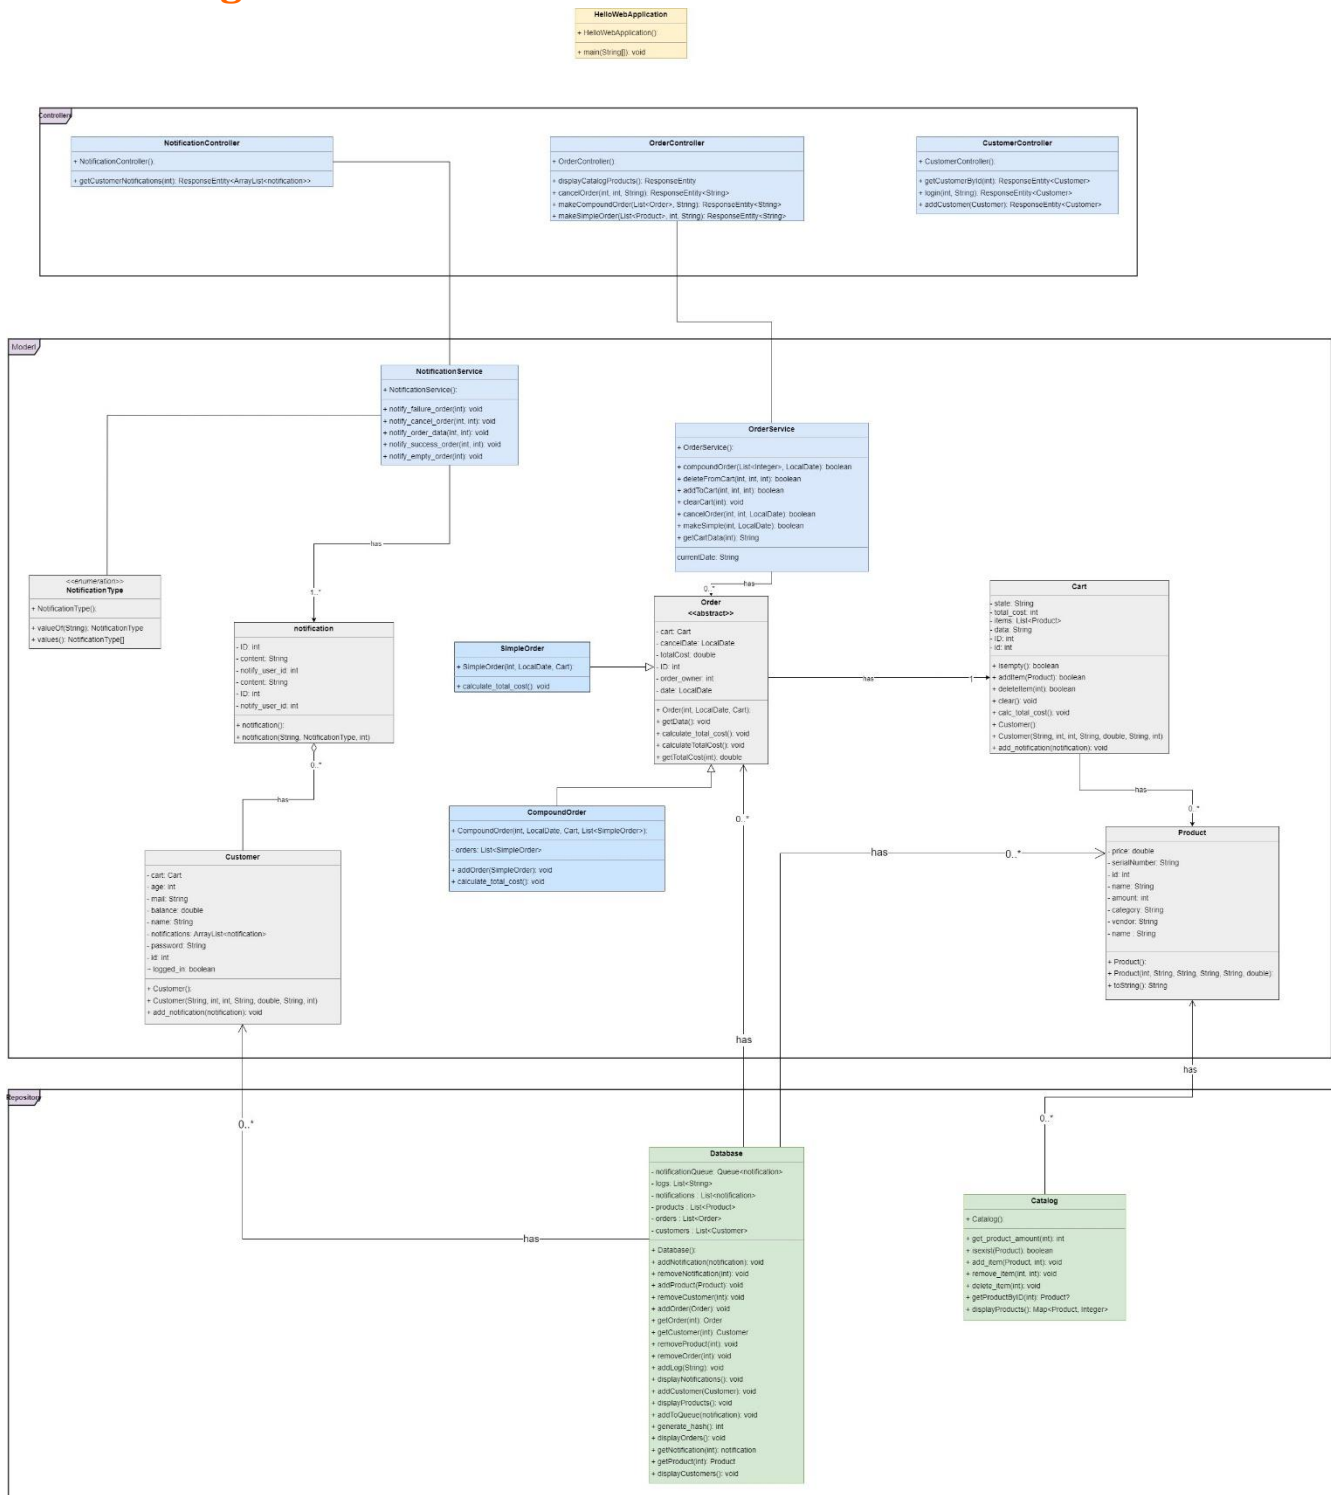 HelloWebApplication
+ HelloWebApplication()
+ main(String[]): void
Controllers
NotificationController
+ NotificationController():
+ getCustomerNotifications(int): ResponseEntity<ArrayList<notification>>
OrderController
+ OrderController():
+ displayCatalogProducts(): ResponseEntity
+ cancelOrder(int, int, String): ResponseEntity<String>
+ makeCompoundOrder(List<Order>, String): ResponseEntity<String>
+ makeSimpleOrder(List<Product>, int, String): ResponseEntity<String>
CustomerController
+ CustomerController():
+ getCustomerById(int): ResponseEntity<Customer>
+ login(int, String): ResponseEntity<Customer>
+ addCustomer(Customer): ResponseEntity<Customer>
Moderl
NotificationService
+ NotificationService():
+ notify_failure_order(int): void
+ notify_cancel_order(int, int): void
+ notify_order_data(int, int): void
+ notify_success_order(int, int): void
+ notify_empty_order(int): void
OrderService
+ OrderService():
+ compoundOrder(List<Integer>, LocalDate): boolean
+ deleteFromCart(int, int, int): boolean
+ addToCart(int, int, int): boolean
+ clearCart(int): void
+ cancelOrder(int, int, LocalDate): boolean
+ makeSimple(int, LocalDate): boolean
+ getCartData(int): String
currentDate: String
has
1..*
has
0..*
<<enumeration>>
NotificationType
+ NotificationType():
+ valueOf(String): NotificationType
+ values(): NotificationType[]
notification
- ID: int
- content: String
- notify_user_id: int
- content: String
- ID: int
- notify_user_id: int
+ notification():
+ notification(String, NotificationType, int)
0..*
has
SimpleOrder
+ SimpleOrder(int, LocalDate, Cart):
+ calculate_total_cost(): void
Order
<<abstract>>
- cart: Cart
- cancelDate: LocalDate
- totalCost: double
- ID: int
- order_owner: int
- date: LocalDate
+ Order(int, LocalDate, Cart):
+ getData(): void
+ calculate_total_cost(): void
+ calculateTotalCost(): void
+ getTotalCost(int): double
has
1
Cart
- state: String
- total_cost: int
- items: List<Product>
- data: String
- ID: int
- id: int
+ isempty(): boolean
+ addItem(Product): boolean
+ deleteItem(int): boolean
+ clear(): void
+ calc_total_cost(): void
+ Customer()
+ Customer(String, int, int, String, double, String, int)
+ add_notification(notification): void
has
0..*
CompoundOrder
+ CompoundOrder(int, LocalDate, Cart, List<SimpleOrder>):
- orders: List<SimpleOrder>
+ addOrder(SimpleOrder): void
+ calculate_total_cost(): void
0..*
has
0..*
Product
- price: double
- serialNumber: String
- id: int
- name: String
- amount: int
- category: String
- vendor: String
- name : String
+ Product():
+ Product(int, String, String, String, String, double):
+ toString(): String
Customer
- cart: Cart
- age: int
- mail: String
- balance: double
- name: String
- notifications: ArrayList<notification>
- password: String
- id: int
~ logged_in: boolean
+ Customer():
+ Customer(String, int, int, String, double, String, int)
+ add_notification(notification): void
has
has
Repository
0..*
0..*
has
Database
- notificationQueue: Queue<notification>
- logs: List<String>
- notifications : List<notification>
- products : List<Product>
- orders : List<Order>
- customers : List<Customer>
+ Database():
+ addNotification(notification): void
+ removeNotification(int): void
+ addProduct(Product): void
+ removeCustomer(int): void
+ addOrder(Order): void
+ getOrder(int): Order
+ getCustomer(int): Customer
+ removeProduct(int): void
+ removeOrder(int): void
+ addLog(String): void
+ displayNotifications(): void
+ addCustomer(Customer): void
+ displayProducts(): void
+ addToQueue(notification): void
+ generate_hash(): int
+ displayOrders(): void
+ getNotification(int): notification
+ getProduct(int): Product
+ displayCustomers(): void
Catalog
+ Catalog():
+ get_product_amount(int): int
+ isexist(Product): boolean
+ add_item(Product, int): void
+ remove_item(int, int): void
+ delete_item(int): void
+ getProductByID(int): Product?
+ displayProducts(): Map<Product, Integer>